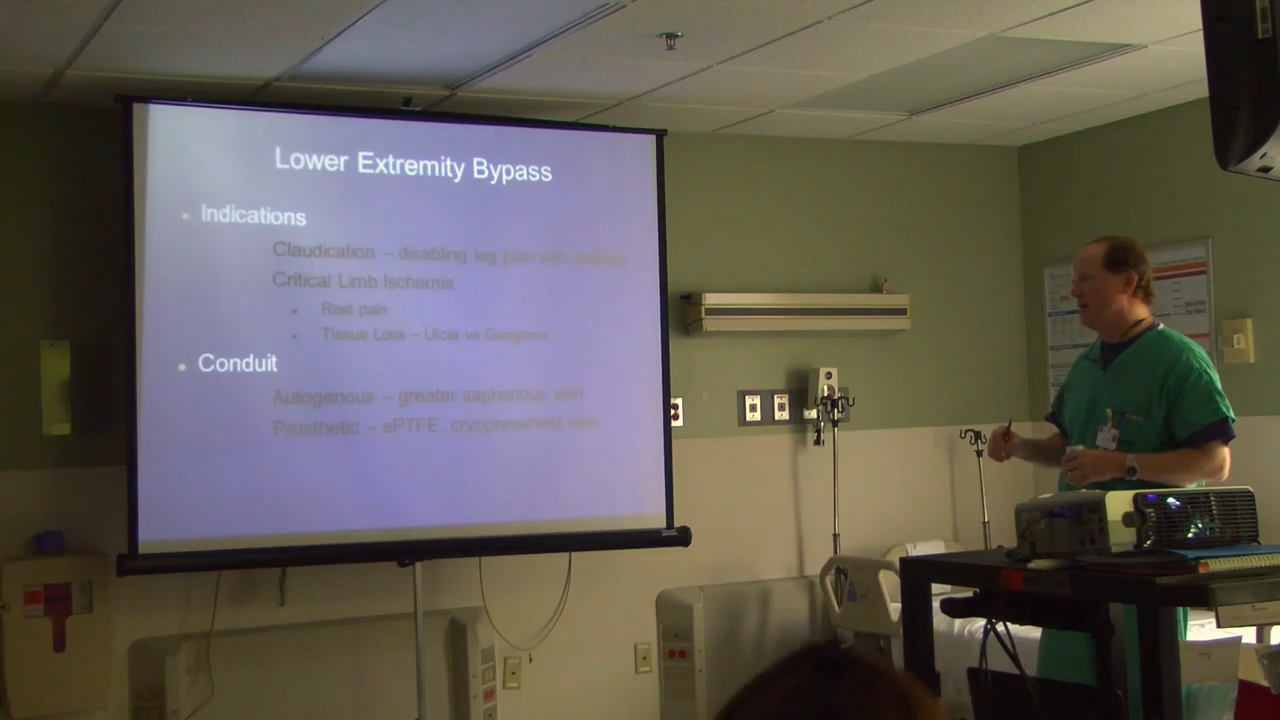 Lower Extremity Bypass
Indications
Claudication – disabling leg pain with walking
Critical Limb Ischemia
Rest pain
Tissue Loss – Ulcer vs Gangrene
Conduit
Autogenous – greater saphenous vein
Prosthetic – ePTFE, cryopreserved vein